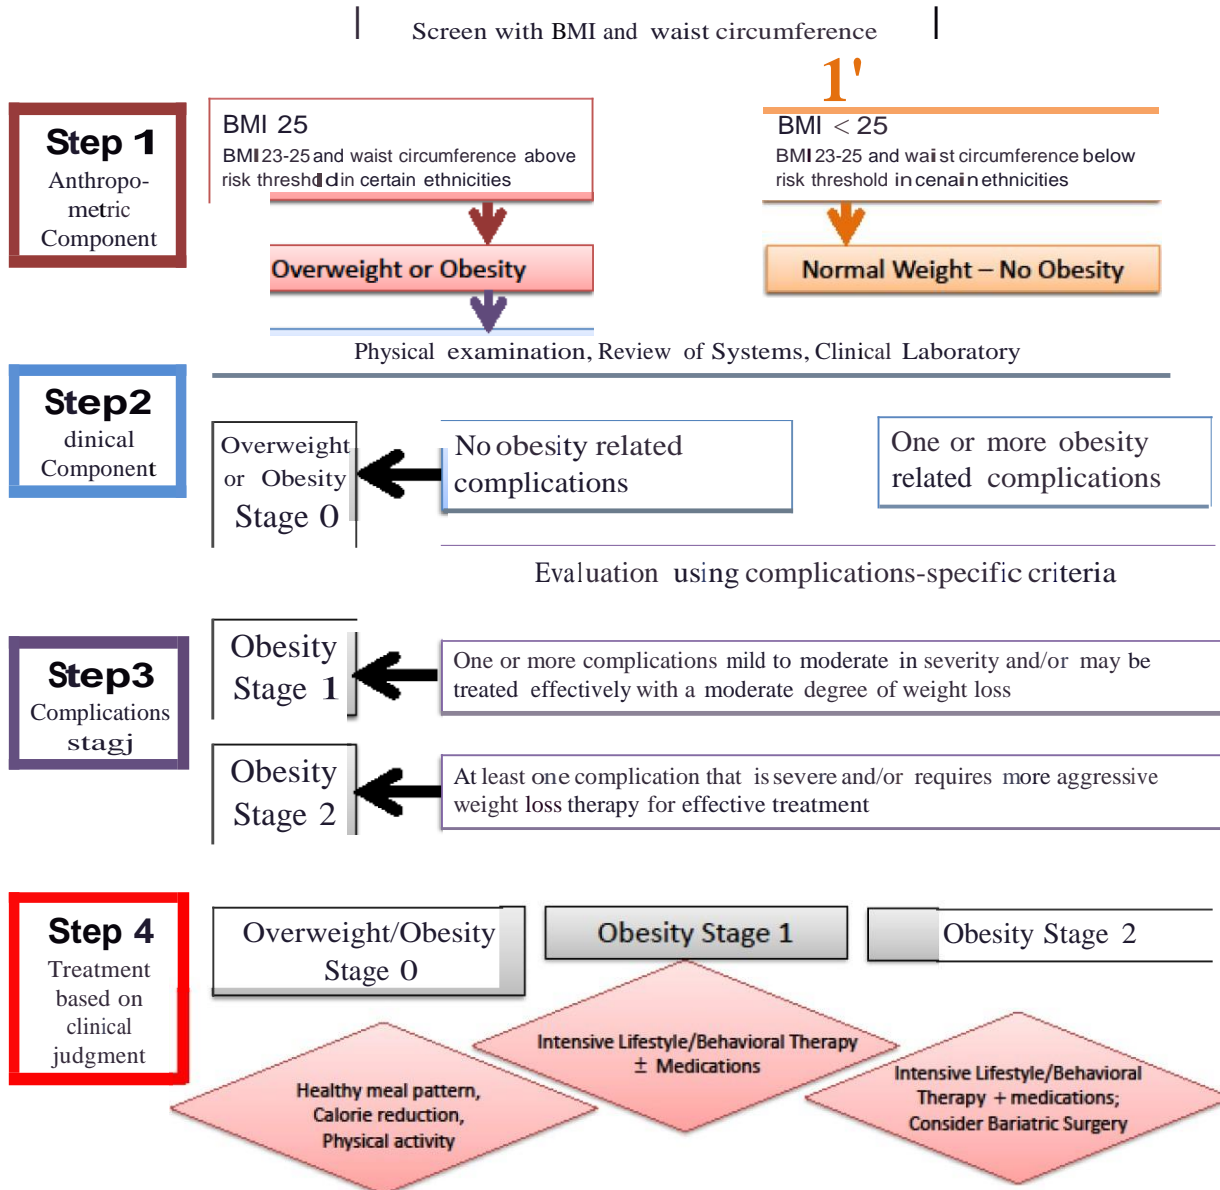 Screen with BMI and waist circumference
1'
Step 1
Anthropo-
metric
Component
BMI 25
BMI 23-25 and waist circumference above
risk threshdd in certain ethnicities
BMI < 25
BMI 23-25 and waist circumference below
risk threshold in cenain ethnicities
Overweight or Obesity
Normal Weight – No Obesity
Physical examination, Review of Systems, Clinical Laboratory
Step2
dinical
Component
Overweight
or Obesity
Stage 0
No obesity related
complications
One or more obesity
related complications
Evaluation using complications-specific criteria
Step3
Complications
stagj
Obesity
Stage 1
One or more complications mild to moderate in severity and/or may be
treated effectively with a moderate degree of weight loss
Obesity
Stage 2
At least one complication that is severe and/or requires more aggressive
weight loss therapy for effective treatment
Step 4
Treatment
based on
clinical
judgment
Overweight/Obesity
Stage 0
Obesity Stage 1
Obesity Stage 2
Healthy meal pattern,
Calorie reduction,
Physical activity
Intensive Lifestyle/Behavioral Therapy
± Medications
Intensive Lifestyle/Behavioral
Therapy + medications;
Consider Bariatric Surgery